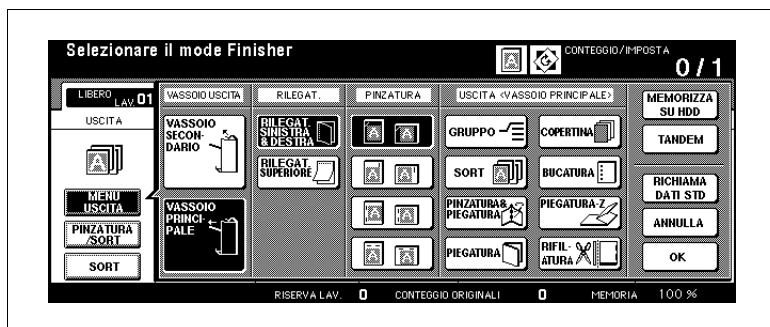 Selezionare il mode Finisher
CONTEGGIO/IMPOSTA
0 / 1
LIBERO
LAV. 01
USCITA
MENU
USCITA
PINZATURA
/SORT
SORT
VASSOIO USCITA
VASSOIO
SECON-
DARIO
VASSOIO
PRINCI-
PALE
RILEGAT.
RILEGAT.
SINISTRA
& DESTRA
RILEGAT.
SUPERIORE
PINZATURA
USCITA <VASSOIO PRINCIPALE>
GRUPPO
COPERTINA
SORT
BUCATURA
PINZATURA&
PIEGATURA
PIEGATURA-Z
PIEGATURA
RIFIL-
ATURA
MEMORIZZA
SU HDD
TANDEM
RICHIAMA
DATI STD
ANNULLA
OK
RISERVA LAV. 0 CONTEGGIO ORIGINALI 0 MEMORIA 100 %